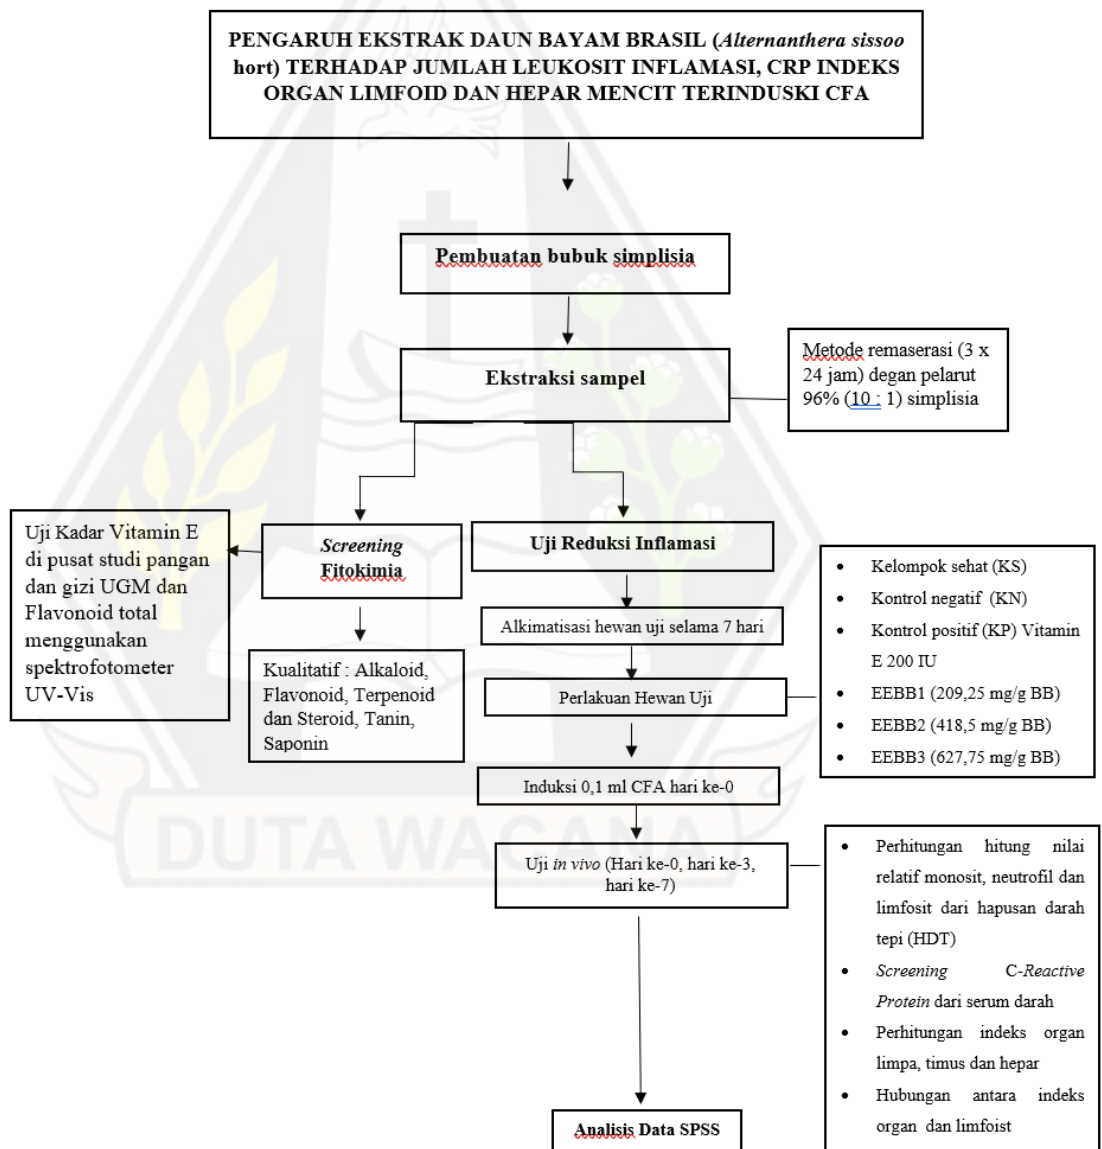 PENGARUH EKSTRAK DAUN BAYAM BRASIL (Alternanthera sissoo
hort) TERHADAP JUMLAH LEUKOSIT INFLAMASI, CRP INDEKS
ORGAN LIMFOID DAN HEPAR MENCIT TERINDUSKI CFA
Pembuatan bubuk simplisia
Ekstraksi sampel
Metode remaserasi (3 x
24 jam) degan pelarut
96% (10 : 1) simplisia
Uji Kadar Vitamin E
di pusat studi pangan
dan gizi UGM dan
Flavonoid total
menggunakan
spektrofotometer
UV-Vis
Screening
Fitokimia
Kualitatif : Alkaloid,
Flavonoid, Terpenoid
dan Steroid, Tanin,
Saponin
Uji Reduksi Inflamasi
Alkimatisasi hewan uji selama 7 hari
Perlakuan Hewan Uji
• Kelompok sehat (KS)
• Kontrol negatif (KN)
• Kontrol positif (KP) Vitamin
E 200 IU
• EEBB1 (209,25 mg/g BB)
• EEBB2 (418,5 mg/g BB)
• EEBB3 (627,75 mg/g BB)
Induksi 0,1 ml CFA hari ke-0
Uji in vivo (Hari ke-0, hari ke-3,
hari ke-7)
• Perhitungan hitung nilai
relatif monosit, neutrofil dan
limfosit dari hapusan darah
tepi (HDT)
• Screening C-Reactive
Protein dari serum darah
• Perhitungan indeks organ
limpa, timus dan hepar
• Hubungan antara indeks
organ dan limfoist
Analisis Data SPSS
DUTA WACANA